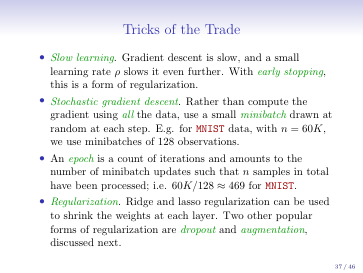 Tricks of the Trade
• Slow learning. Gradient descent is slow, and a small
learning rate ρ slows it even further. With early stopping,
this is a form of regularization.
• Stochastic gradient descent. Rather than compute the
gradient using all the data, use a small minibatch drawn at
random at each step. E.g. for MNIST data, with n = 60K,
we use minibatches of 128 observations.
• An epoch is a count of iterations and amounts to the
number of minibatch updates such that n samples in total
have been processed; i.e. 60K/128 ≈ 469 for MNIST.
• Regularization. Ridge and lasso regularization can be used
to shrink the weights at each layer. Two other popular
forms of regularization are dropout and augmentation,
discussed next.
37 / 46